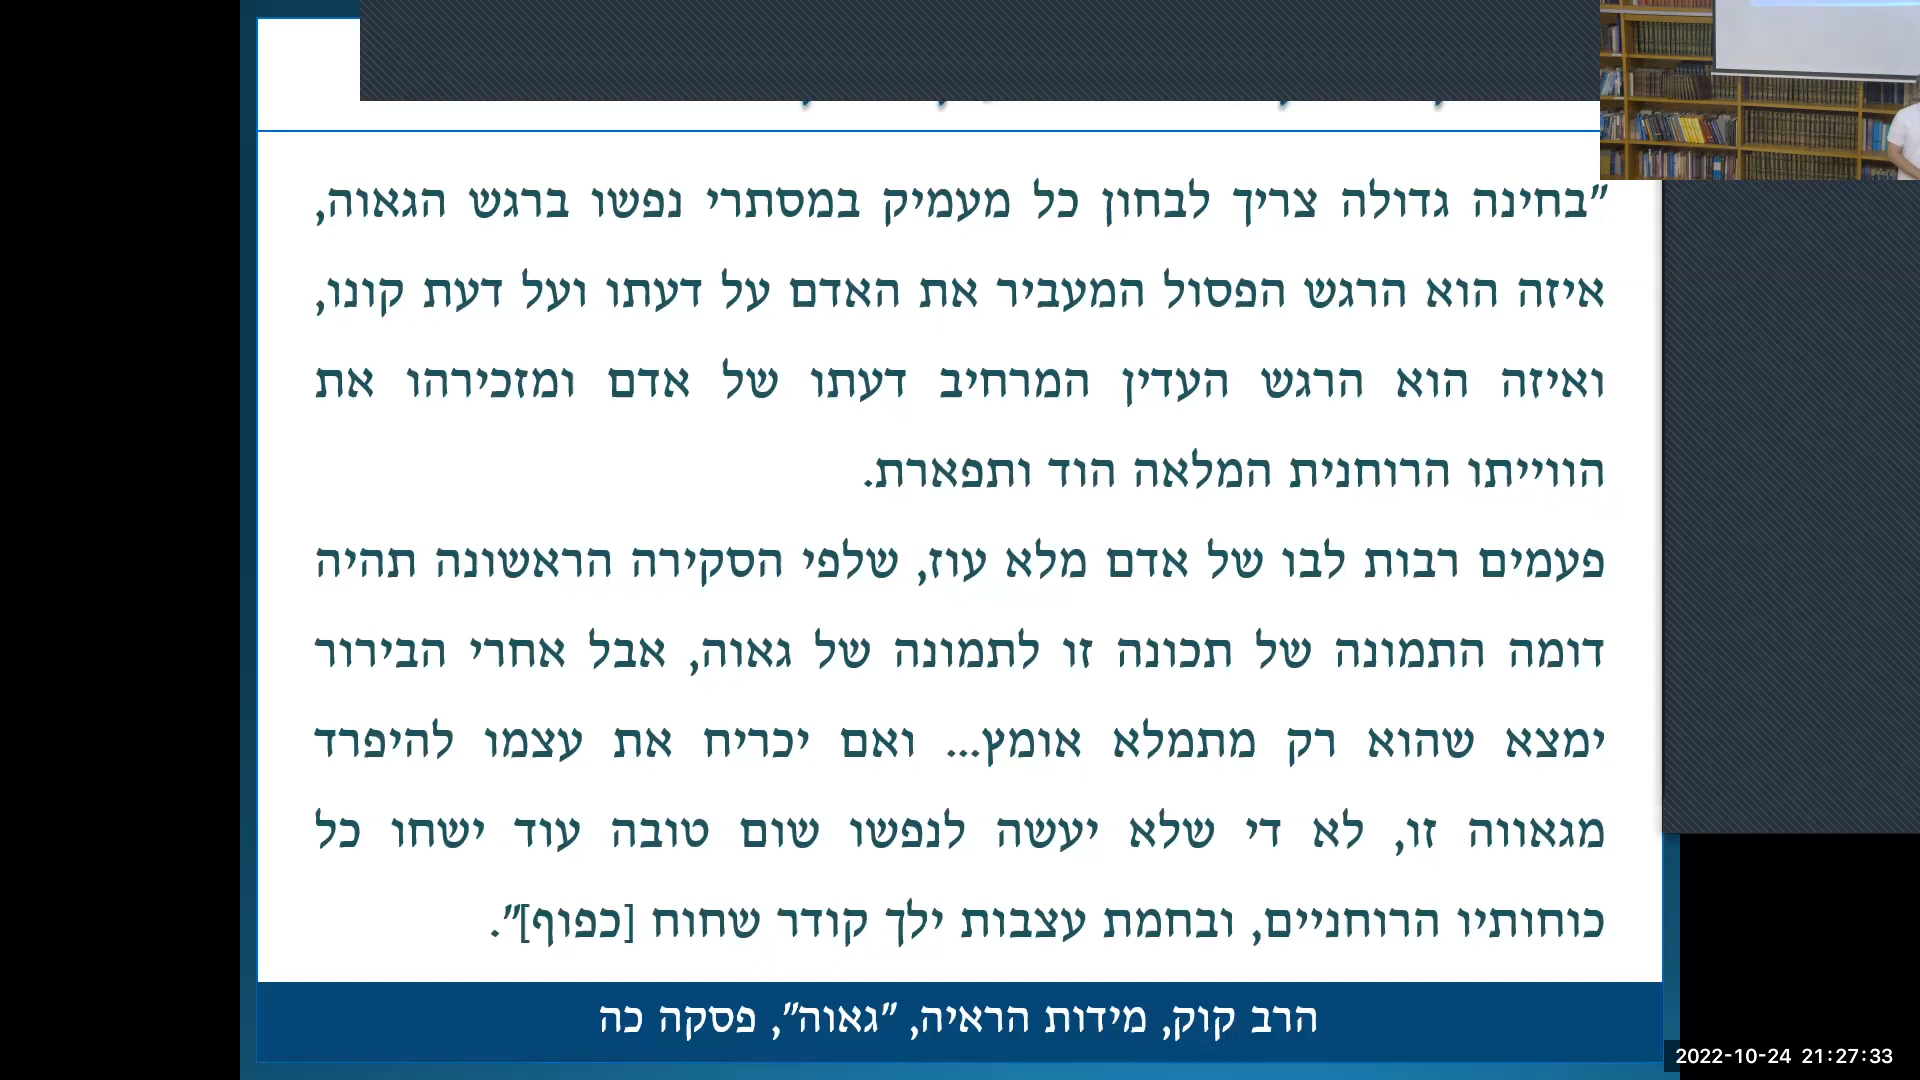 "בחינה גדולה צריך לבחון כל מעמיק במסתרי נפשו ברגש הגאוה,
איזה הוא הרגש הפסול המעביר את האדם על דעתו ועל דעת קונו,
ואיזה הוא הרגש העדין המרחיב דעתו של אדם ומזכירהו את
הווייתו הרוחנית המלאה הוד ותפארת.
פעמים רבות לבו של אדם מלא עוז, שלפי הסקירה הראשונה תהיה
דומה התמונה של תכונה זו לתמונה של גאוה, אבל אחרי הבירור
ימצא שהוא רק מתמלא אומץ... ואם יכריח את עצמו להיפרד
מגאווה זו, לא די שלא יעשה לנפשו שום טובה עוד ישחו כל
כוחותיו הרוחניים, ובחמת עצבות ילך קודר שחוח [כפוף]".
הרב קוק, מידות הראיה, "גאוה", פסקה כה
2022-10-24 21:27:33